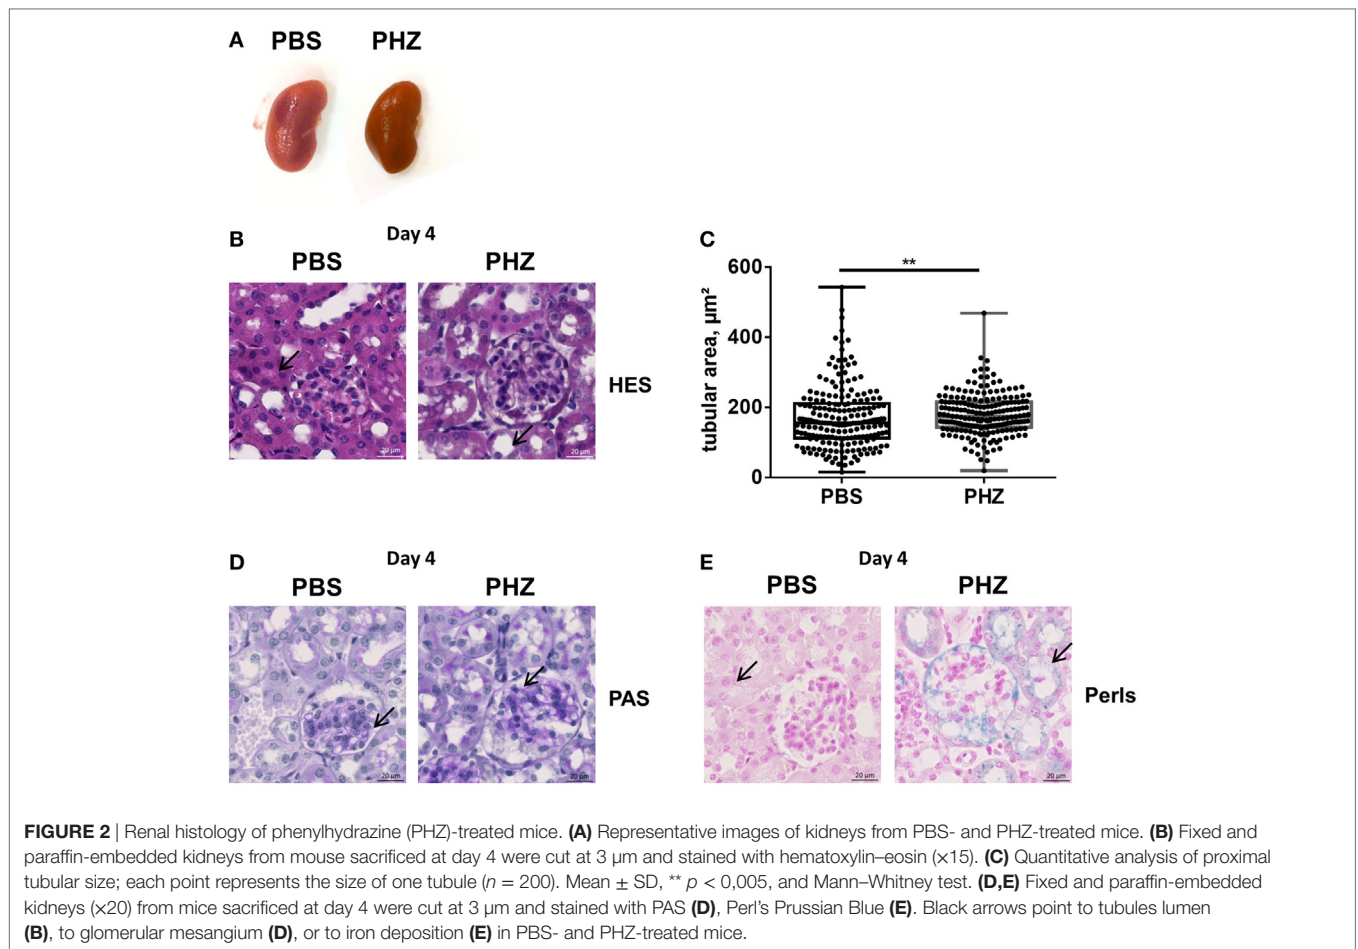 A PBS PHZ
B Day 4
PBS PHZ
HES
20 µm 20 µm
C
600
400
200
0
tubular area, µm²
**
PBS PHZ
D Day 4
PBS PHZ
PAS
20 µm 20 µm
E Day 4
PBS PHZ
Perls
20 µm 20 µm
FIGURE 2 | Renal histology of phenylhydrazine (PHZ)-treated mice. (A) Representative images of kidneys from PBS- and PHZ-treated mice. (B) Fixed and
paraffin-embedded kidneys from mouse sacrificed at day 4 were cut at 3 µm and stained with hematoxylin–eosin (×15). (C) Quantitative analysis of proximal
tubular size; each point represents the size of one tubule (n = 200). Mean ± SD, ** p < 0,005, and Mann–Whitney test. (D,E) Fixed and paraffin-embedded
kidneys (×20) from mice sacrificed at day 4 were cut at 3 µm and stained with PAS (D), Perl's Prussian Blue (E). Black arrows point to tubules lumen
(B), to glomerular mesangium (D), or to iron deposition (E) in PBS- and PHZ-treated mice.